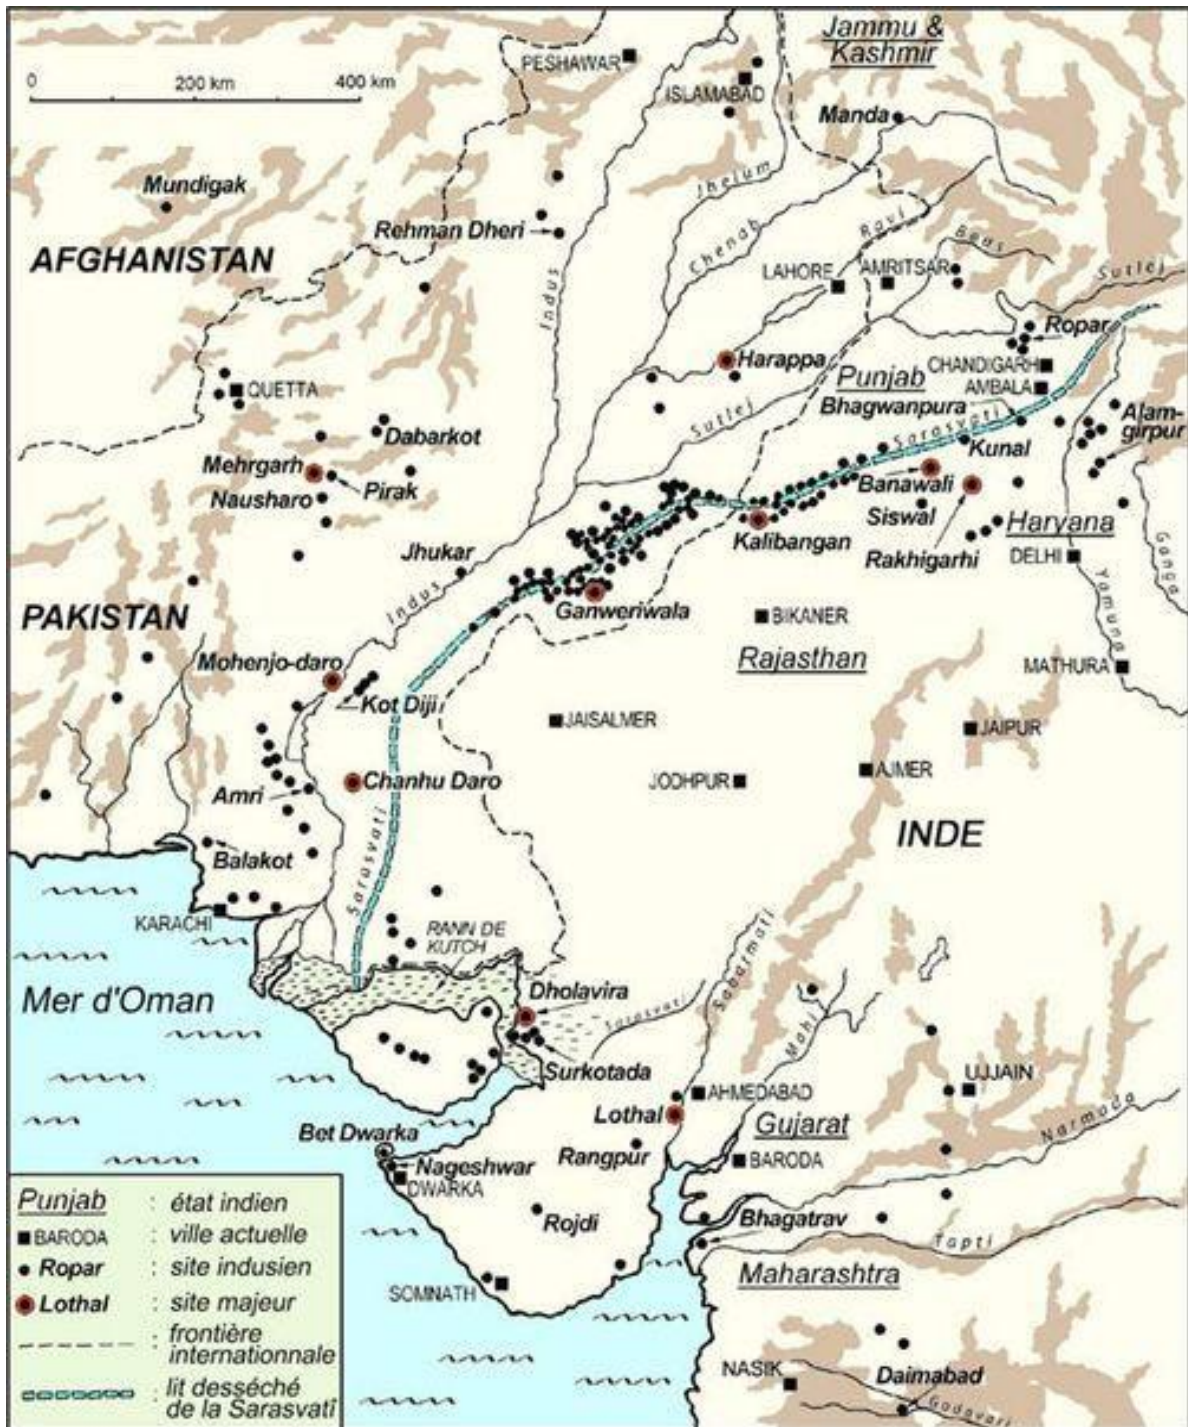 Jammu &
Kashmir
PESHAWAR
ISLAMABAD
0
200 km
400 km
Manda
Mundigak
Jhelum
Rehman Dheri
Chenab
Ravi
Beas
AFGHANISTAN
LAHORE
AMRITSAR
Sutlej
Indus
Ropar
Harappa
CHANDIGARH
Punjab
AMBALA
QUETTA
Bhagwanpura
Sutlej
Sarasvati
Alam-
girpur
Dabarkot
Kunal
Mehrgarh
Pirak
Banawali
Nausharo
Siswal
Haryana
Kalibangan
Rakhigarhi
DELHI
Jhukar
Ganga
Indus
Ganweriwala
Yamuna
PAKISTAN
BIKANER
Mohenjo-daro
Rajasthan
MATHURA
Kot Diji
JAISALMER
JAIPUR
Chanhu Daro
JODHPUR
AJMER
Amri
INDE
Balakot
Sarasvati
KARACHI
RANN DE
KUTCH
Sabarmati
Mer d'Oman
Dholavira
Sarasvati
Mahi
Surkotada
UJJAIN
AHMEDABAD
Lothal
Narmada
Gujarat
Bet Dwarka
Rangpur
BARODA
Nageshwar
DWARKA
Rojdi
Bhagatrav
Tapti
Maharashtra
SOMNATH
NASIK
Daimabad
Godavari
Punjab : état indien
BARODA : ville actuelle
Ropar : site indusien
Lothal : site majeur
: frontière
internationnale
: lit desséché
de la Sarasvatî